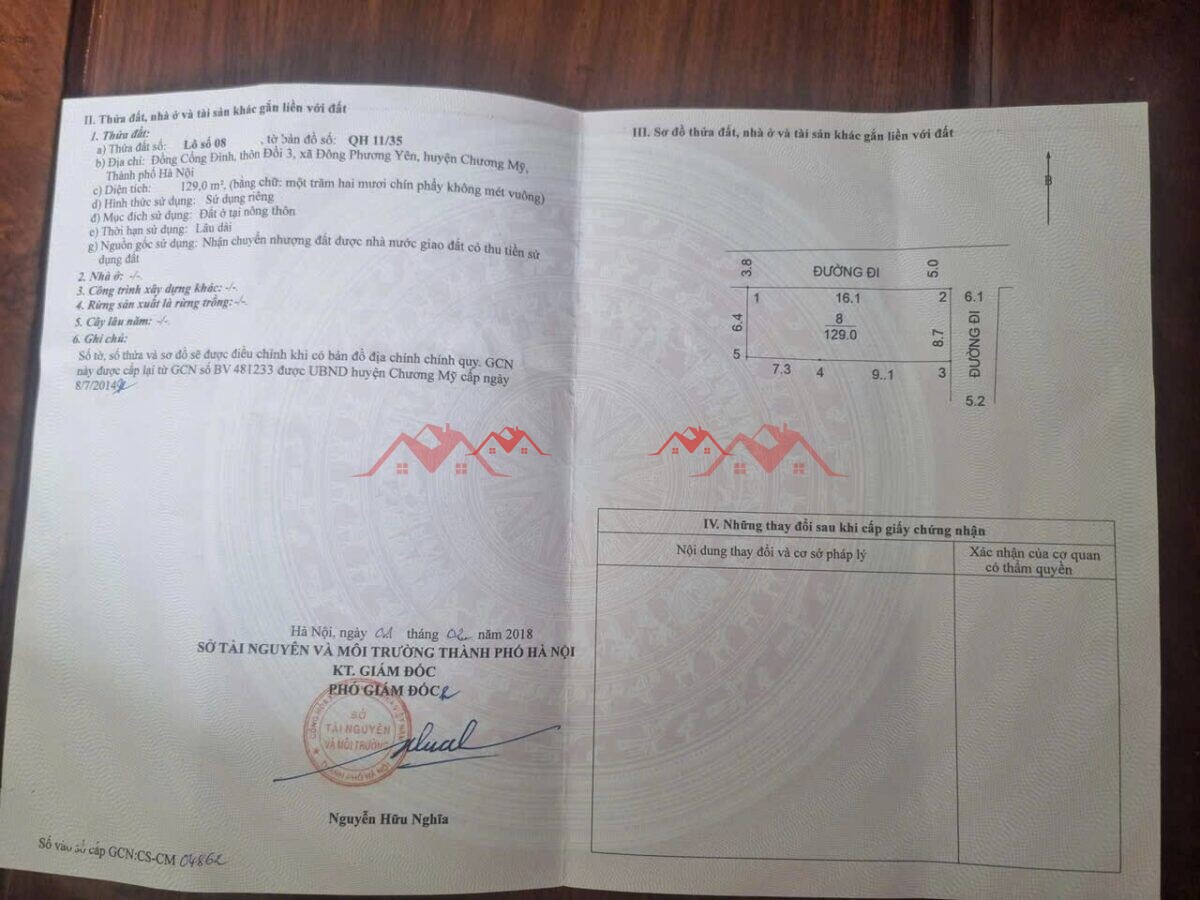 II. Thửa đất, nhà ở và tài sản khác gắn liền với đất
1. Thửa đất:
a) Thửa đất số: Lô số 08 , tờ bản đồ số: QH 11/35
b) Địa chỉ: Đồng Cổng Đình, thôn Đồi 3, xã Đông Phương Yên, huyện Chương Mỹ,
Thành phố Hà Nội
c) Diện tích: 129,0 m², (bằng chữ: một trăm hai mươi chín phẩy không mét vuông)
d) Hình thức sử dụng: Sử dụng riêng
đ) Mục đích sử dụng: Đất ở tại nông thôn
e) Thời hạn sử dụng: Lâu dài
g) Nguồn gốc sử dụng: Nhận chuyển nhượng đất được nhà nước giao đất có thu tiền sử
dụng đất
2. Nhà ở: -/-.
3. Công trình xây dựng khác: -/-.
4. Rừng sản xuất là rừng trồng:-/-.
5. Cây lâu năm: -/-.
6. Ghi chú:
Số tờ, số thửa và sơ đồ sẽ được điều chỉnh khi có bản đồ địa chính chính quy. GCN
này được cấp lại từ GCN số BV 481233 được UBND huyện Chương Mỹ cấp ngày
8/7/2014
Hà Nội, ngày 01 tháng 02 năm 2018
SỞ TÀI NGUYÊN VÀ MÔI TRƯỜNG THÀNH PHỐ HÀ NỘI
KT. GIÁM ĐỐC
PHÓ GIÁM ĐỐC
SỞ
TÀI NGUYÊN
VÀ MÔI TRƯỜNG
THÀNH PHỐ HÀ NỘI
Nguyễn Hữu Nghĩa
Số vào sổ cấp GCN:CS-CM 04862
III. Sơ đồ thửa đất, nhà ở và tài sản khác gắn liền với đất
B
3.8
ĐƯỜNG ĐI
5.0
1
16.1
2
6.1
6.4
8
129.0
8.7
ĐƯỜNG ĐI
5
7.3
4
9..1
3
5.2
IV. Những thay đổi sau khi cấp giấy chứng nhận
Nội dung thay đổi và cơ sở pháp lý
Xác nhận của cơ quan
có thẩm quyền